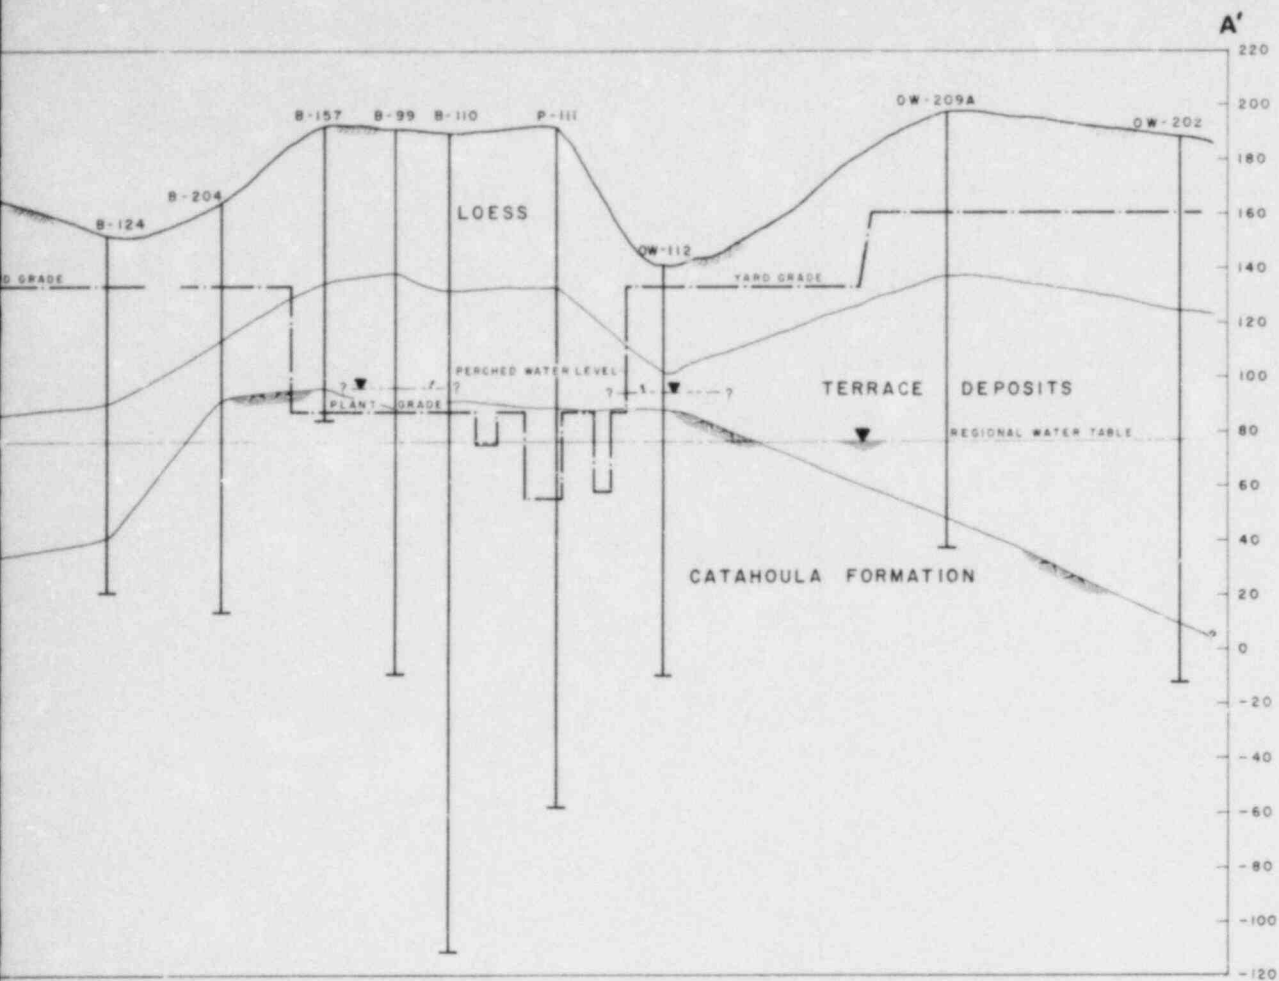 A'
220
200
180
160
140
120
100
80
60
40
20
0
-20
-40
-60
-80
-100
-120
B-124
B-204
B-157
B-99
B-110
P-111
OW-112
OW-209A
OW-202
LOESS
GRADE
YARD GRADE
PERCHED WATER LEVEL
? ?
? ?
PLANT GRADE
TERRACE DEPOSITS
REGIONAL WATER TABLE
CATAHOULA FORMATION
?